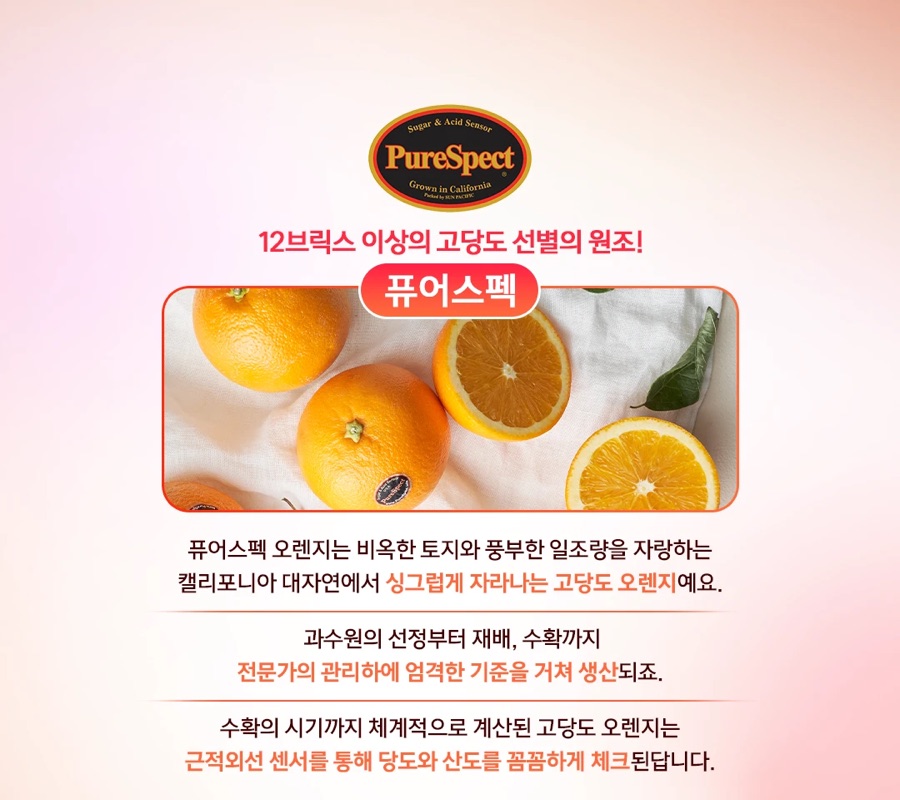 Sugar & Acid Sensor
PureSpect
®
Grown in California
Packed by SUN PACIFIC
12브릭스 이상의 고당도 선별의 원조!
퓨어스펙
PureSpect
퓨어스펙 오렌지는 비옥한 토지와 풍부한 일조량을 자랑하는
캘리포니아 대자연에서 싱그럽게 자라나는 고당도 오렌지예요.
과수원의 선정부터 재배, 수확까지
전문가의 관리하에 엄격한 기준을 거쳐 생산되죠.
수확의 시기까지 체계적으로 계산된 고당도 오렌지는
근적외선 센서를 통해 당도와 산도를 꼼꼼하게 체크된답니다.